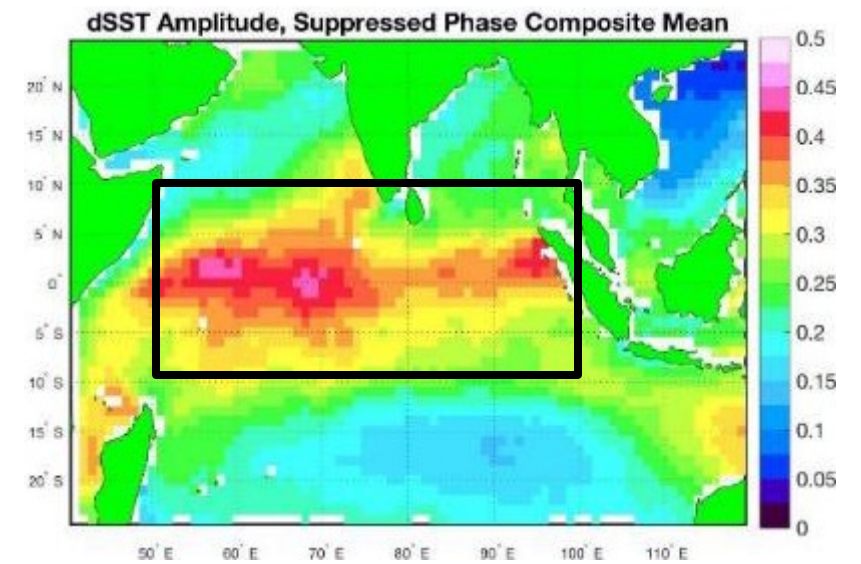 dSST Amplitude, Suppressed Phase Composite Mean
0.5
0.45
0.4
0.35
0.3
0.25
0.2
0.15
0.1
0.05
0
20° N
15° N
10° N
5° N
0°
5° S
10° S
15° S
20° S
50° E 60° E 70° E 80° E 90° E 100° E 110° E